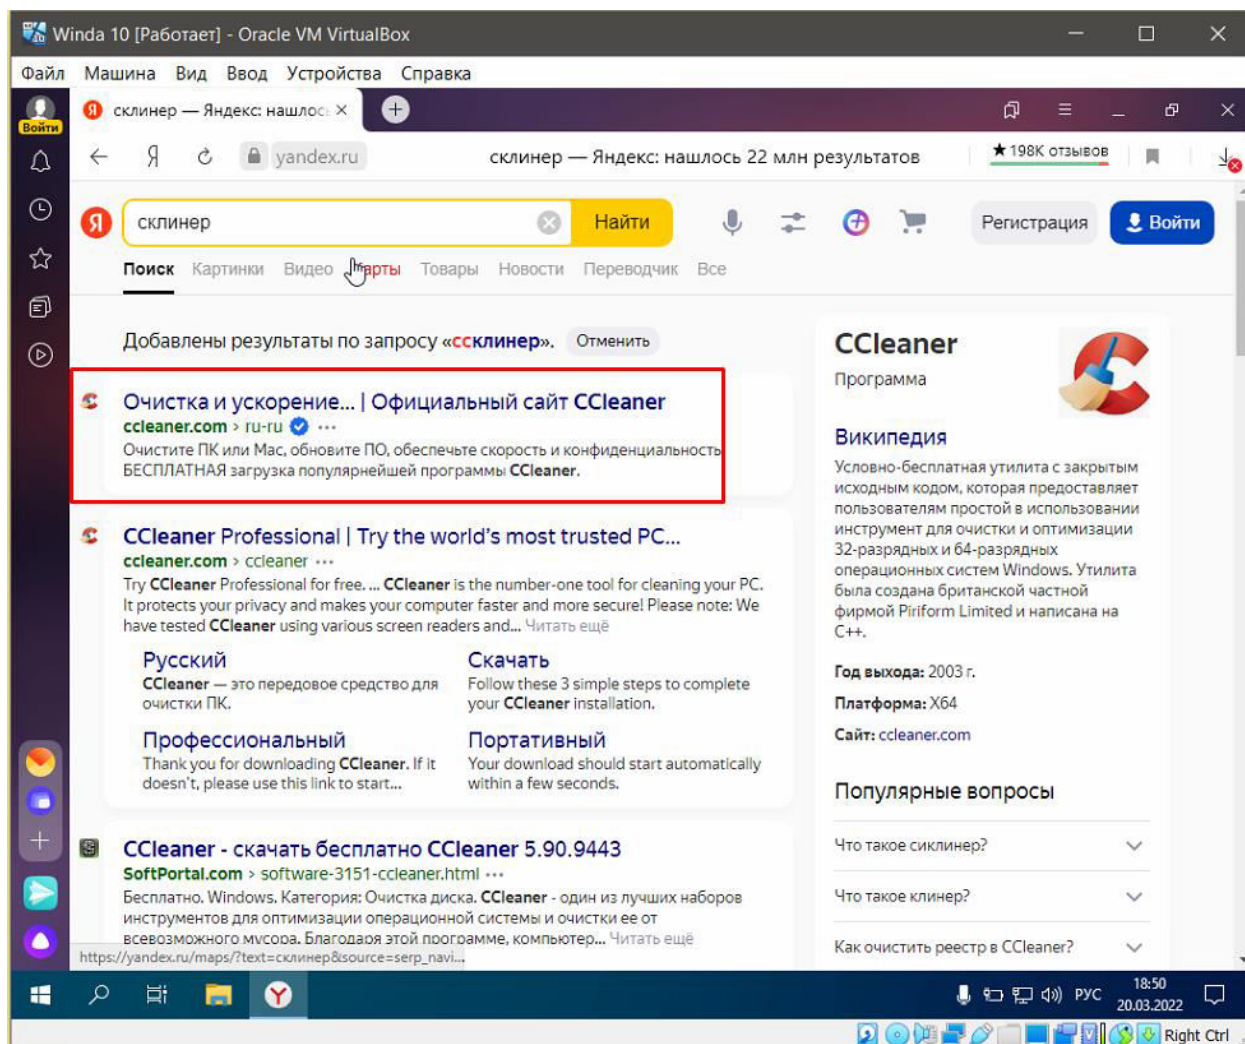 Winda 10 [Работает] - Oracle VM VirtualBox
Файл Машина Вид Ввод Устройства Справка
Войти
Я склинер — Яндекс: нашлос
Я yandex.ru склинер — Яндекс: нашлось 22 млн результатов ★ 198K отзывов
Я склинер Найти Регистрация Войти
Поиск Картинки Видео Карты Товары Новости Переводчик Все
Добавлены результаты по запросу «ссклинер». Отменить
Очистка и ускорение... | Официальный сайт CCleaner
ccleaner.com › ru-ru ···
Очистите ПК или Mac, обновите ПО, обеспечьте скорость и конфиденциальность
БЕСПЛАТНАЯ загрузка популярнейшей программы CCleaner.
CCleaner Professional | Try the world's most trusted PC...
ccleaner.com › ccleaner ···
Try CCleaner Professional for free. ... CCleaner is the number-one tool for cleaning your PC.
It protects your privacy and makes your computer faster and more secure! Please note: We
have tested CCleaner using various screen readers and... Читать ещё
Русский
CCleaner — это передовое средство для
очистки ПК.
Скачать
Follow these 3 simple steps to complete
your CCleaner installation.
Профессиональный
Thank you for downloading CCleaner. If it
doesn't, please use this link to start...
Портативный
Your download should start automatically
within a few seconds.
CCleaner - скачать бесплатно CCleaner 5.90.9443
SoftPortal.com › software-3151-ccleaner.html ···
Бесплатно. Windows. Категория: Очистка диска. CCleaner - один из лучших наборов
инструментов для оптимизации операционной системы и очистки ее от
всевозможного мусора. Благодаря этой программе, компьютер... Читать ещё
https://yandex.ru/maps/?text=склинер&source=serp_navi...
CCleaner
Программа
Википедия
Условно-бесплатная утилита с закрытым
исходным кодом, которая предоставляет
пользователям простой в использовании
инструмент для очистки и оптимизации
32-разрядных и 64-разрядных
операционных систем Windows. Утилита
была создана британской частной
фирмой Piriform Limited и написана на
C++.
Год выхода: 2003 г.
Платформа: X64
Сайт: ccleaner.com
Популярные вопросы
Что такое сиклинер?
Что такое клинер?
Как очистить реестр в CCleaner?
РУС 18:50
20.03.2022
Right Ctrl